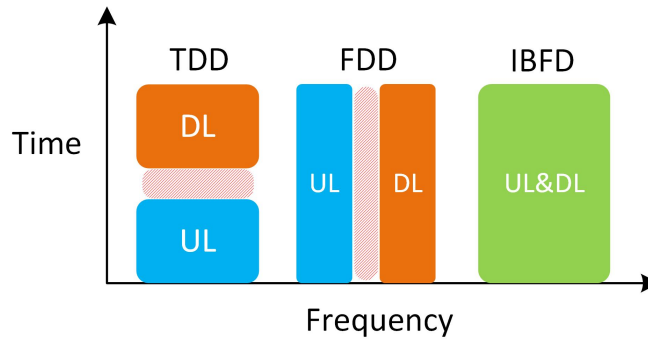 TDD
FDD
IBFD
Time
DL
UL
UL
DL
UL&DL
Frequency